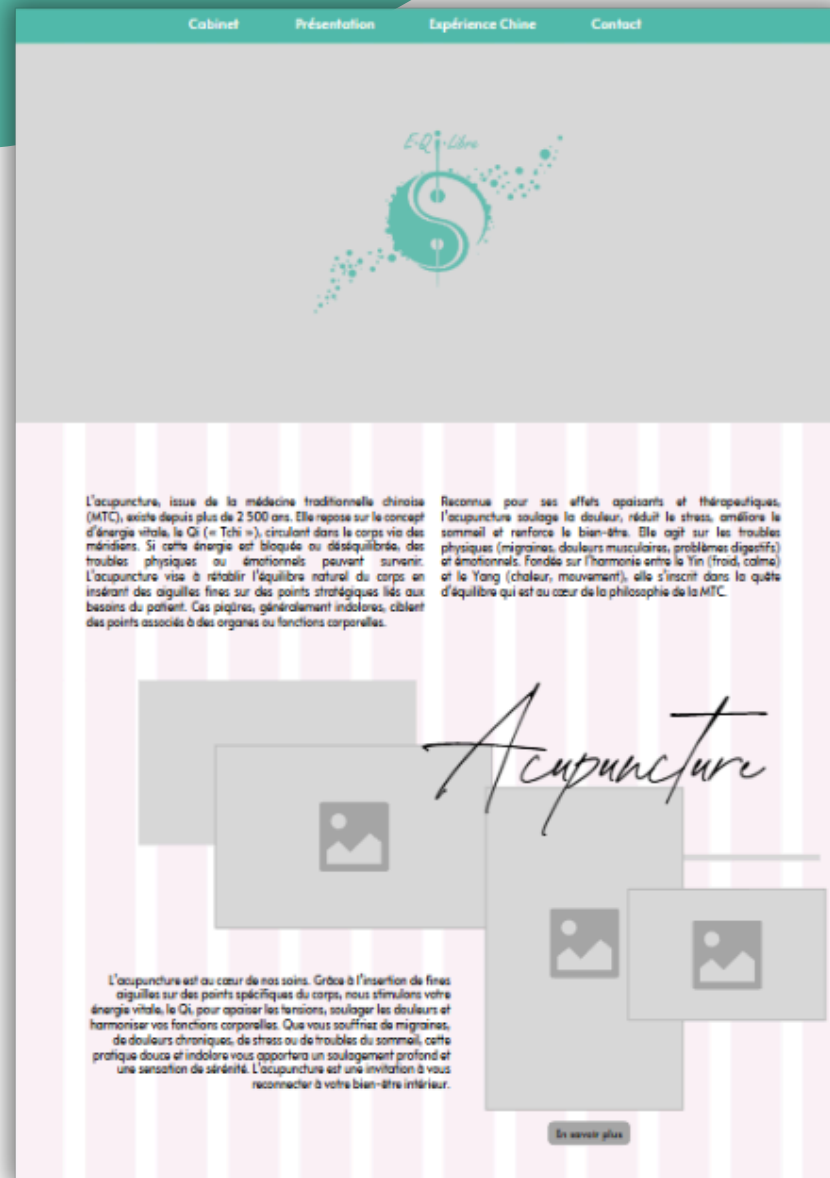 Cabinet
Présentation
Expérience Chine
Contact
E-Qi-Libre
L'acupuncture, issue de la médecine traditionnelle chinoise
(MTC), existe depuis plus de 2 500 ans. Elle repose sur le concept
d'énergie vitale, le Qi (« Tchi »), circulant dans le corps via des
méridiens. Si cette énergie est bloquée ou déséquilibrée, des
troubles physiques ou émotionnels peuvent survenir.
L'acupuncture vise à rétablir l'équilibre naturel du corps en
insérant des aiguilles fines sur des points stratégiques liés aux
besoins du patient. Ces piqûres, généralement indolores, ciblent
des points associés à des organes ou fonctions corporelles.
Reconnue pour ses effets apaisants et thérapeutiques,
l'acupuncture soulage la douleur, réduit le stress, améliore le
sommeil et renforce le bien-être. Elle agit sur les troubles
physiques (migraines, douleurs musculaires, problèmes digestifs)
et émotionnels. Fondée sur l'harmonie entre le Yin (froid, calme)
et le Yang (chaleur, mouvement), elle s'inscrit dans la quête
d'équilibre qui est au cœur de la philosophie de la MTC.
Acupuncture
L'acupuncture est au cœur de nos soins. Grâce à l'insertion de fines
aiguilles sur des points spécifiques du corps, nous stimulons votre
énergie vitale, le Qi, pour apaiser les tensions, soulager les douleurs et
harmoniser vos fonctions corporelles. Que vous souffriez de migraines,
de douleurs chroniques, de stress ou de troubles du sommeil, cette
pratique douce et indolore vous apportera un soulagement profond et
une sensation de sérénité. L'acupuncture est une invitation à vous
reconnecter à votre bien-être intérieur.
En savoir plus